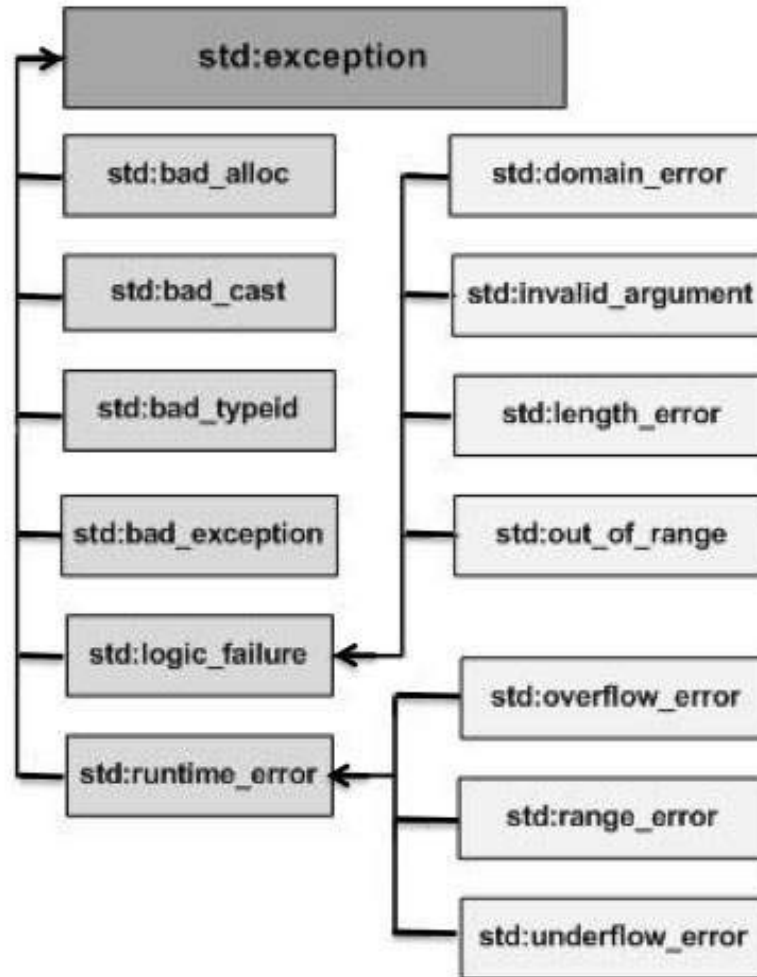 std:exception
std:bad_alloc
std:bad_cast
std:bad_typeid
std:bad_exception
std:logic_failure
std:runtime_error
std:domain_error
std:invalid_argument
std:length_error
std:out_of_range
std:overflow_error
std:range_error
std:underflow_error